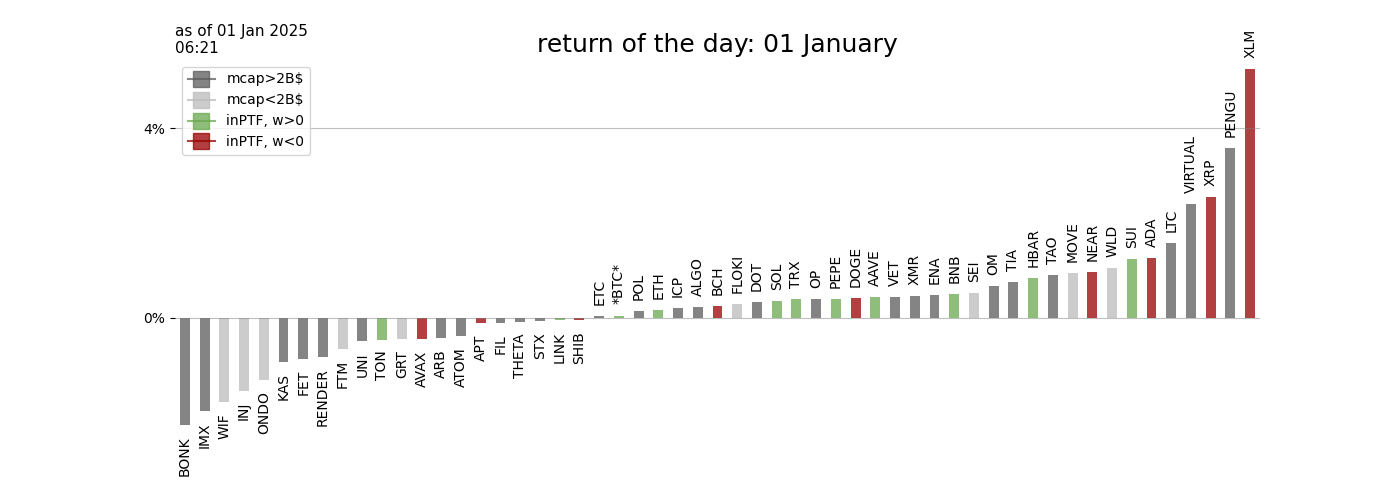 as of 01 Jan 2025
06:21
return of the day: 01 January
mcap>2B$
mcap<2B$
inPTF, w>0
inPTF, w<0
4%
0%
BONK
IMX
WIF
INJ
ONDO
KAS
FET
RENDER
FTM
UNI
TON
GRT
AVAX
ARB
ATOM
APT
FIL
THETA
STX
LINK
SHIB
ETC
*BTC*
POL
ETH
ICP
ALGO
BCH
FLOKI
DOT
SOL
TRX
OP
PEPE
DOGE
AAVE
VET
XMR
ENA
BNB
SEI
OM
TIA
HBAR
TAO
MOVE
NEAR
WLD
SUI
ADA
LTC
VIRTUAL
XRP
PENGU
XLM